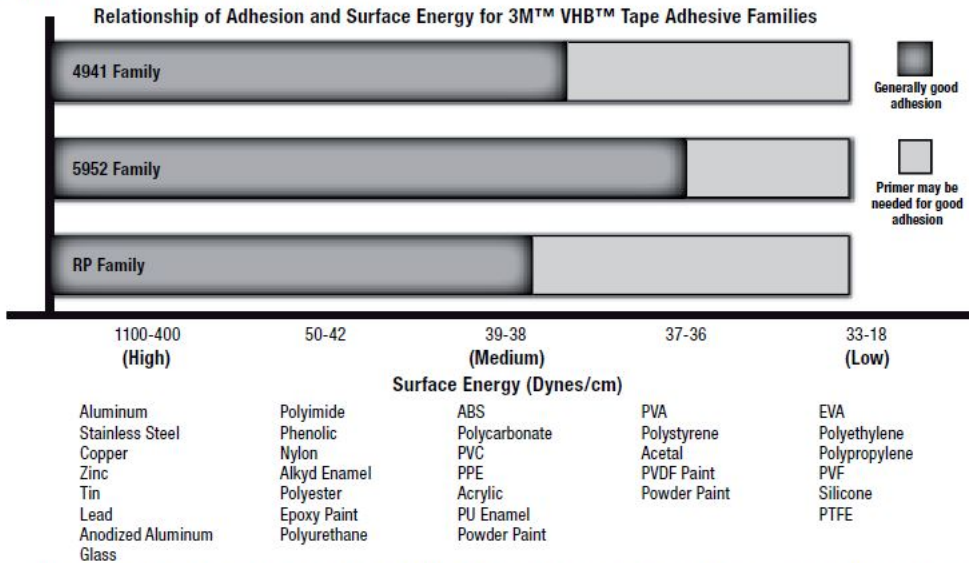 Relationship of Adhesion and Surface Energy for 3M™ VHB™ Tape Adhesive Families
4941 Family
Generally good
adhesion
5952 Family
Primer may be
needed for good
adhesion
RP Family
1100-400 50-42 39-38 37-36 33-18
(High) (Medium) (Low)
Surface Energy (Dynes/cm)
Aluminum Polyimide ABS PVA EVA
Stainless Steel Phenolic Polycarbonate Polystyrene Polyethylene
Copper Nylon PVC Acetal Polypropylene
Zinc Alkyd Enamel PPE PVDF Paint PVF
Tin Polyester Acrylic Powder Paint Silicone
Lead Epoxy Paint PU Enamel PTFE
Anodized Aluminum Polyurethane Powder Paint
Glass